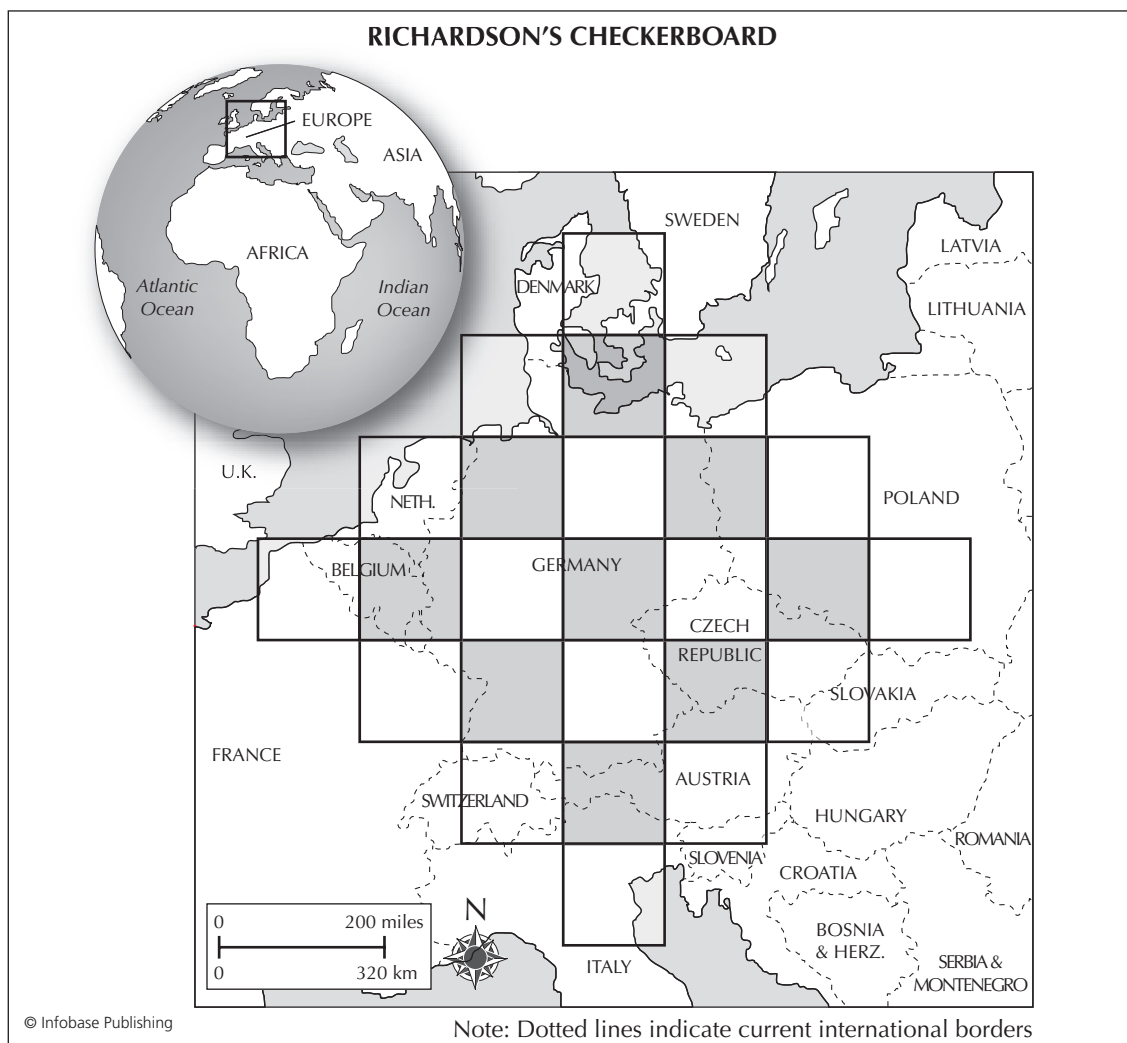 RICHARDSON'S CHECKERBOARD
EUROPE
ASIA
AFRICA
Atlantic
Ocean
Indian
Ocean
SWEDEN
LATVIA
DENMARK
LITHUANIA
U.K.
NETH.
POLAND
BELGIUM
GERMANY
CZECH
REPUBLIC
SLOVAKIA
FRANCE
AUSTRIA
SWITZERLAND
HUNGARY
ROMANIA
SLOVENIA
CROATIA
BOSNIA
& HERZ.
SERBIA &
MONTENEGRO
ITALY
N
0 200 miles
0 320 km
© Infobase Publishing
Note: Dotted lines indicate current international borders